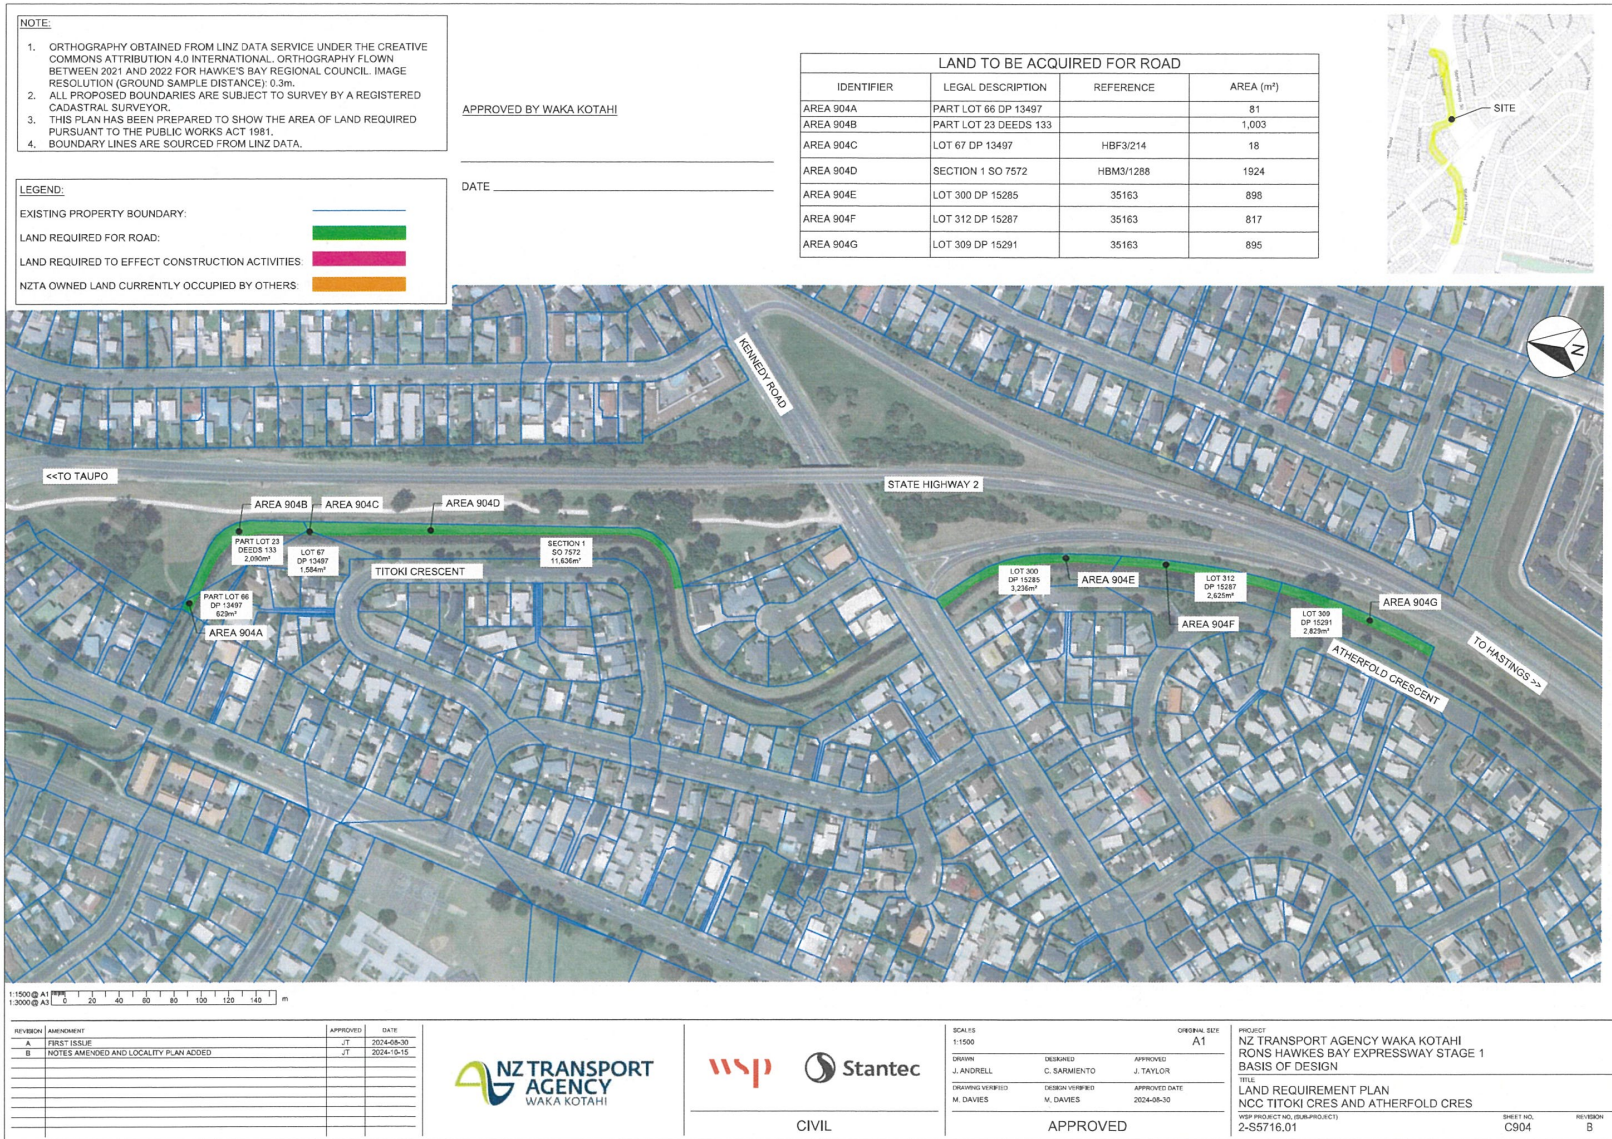 NOTE:
1. ORTHOGRAPHY OBTAINED FROM LINZ DATA SERVICE UNDER THE CREATIVE
COMMONS ATTRIBUTION 4.0 INTERNATIONAL. ORTHOGRAPHY FLOWN
BETWEEN 2021 AND 2022 FOR HAWKE'S BAY REGIONAL COUNCIL. IMAGE
RESOLUTION (GROUND SAMPLE DISTANCE): 0.3m.
2. ALL PROPOSED BOUNDARIES ARE SUBJECT TO SURVEY BY A REGISTERED
CADASTRAL SURVEYOR.
3. THIS PLAN HAS BEEN PREPARED TO SHOW THE AREA OF LAND REQUIRED
PURSUANT TO THE PUBLIC WORKS ACT 1981.
4. BOUNDARY LINES ARE SOURCED FROM LINZ DATA.
LEGEND:
EXISTING PROPERTY BOUNDARY:
LAND REQUIRED FOR ROAD:
LAND REQUIRED TO EFFECT CONSTRUCTION ACTIVITIES:
NZTA OWNED LAND CURRENTLY OCCUPIED BY OTHERS:
APPROVED BY WAKA KOTAHI
DATE
LAND TO BE ACQUIRED FOR ROAD
IDENTIFIER LEGAL DESCRIPTION REFERENCE AREA (m²)
AREA 904A PART LOT 66 DP 13497 81
AREA 904B PART LOT 23 DEEDS 133 1,003
AREA 904C LOT 67 DP 13497 HBF3/214 18
AREA 904D SECTION 1 SO 7572 HBM3/1288 1924
AREA 904E LOT 300 DP 15285 35163 898
AREA 904F LOT 312 DP 15287 35163 817
AREA 904G LOT 309 DP 15291 35163 895
SITE
N
KENNEDY ROAD
<<TO TAUPO
STATE HIGHWAY 2
AREA 904B
AREA 904C
AREA 904D
PART LOT 23
DEEDS 133
2,090m²
LOT 67
DP 13497
1,584m²
SECTION 1
SO 7572
11,636m²
TITOKI CRESCENT
PART LOT 66
DP 13497
629m²
AREA 904A
LOT 300
DP 15285
3,236m²
AREA 904E
LOT 312
DP 15287
2,625m²
AREA 904F
LOT 309
DP 15291
2,829m²
AREA 904G
ATHERFOLD CRESCENT
TO HASTINGS >>
1:1500 @ A1
1:3000 @ A3
0 20 40 60 80 100 120 140 m
REVISION AMENDMENT APPROVED DATE
A FIRST ISSUE JT 2024-08-30
B NOTES AMENDED AND LOCALITY PLAN ADDED JT 2024-10-15
NZ TRANSPORT
AGENCY
WAKA KOTAHI
wsp
Stantec
CIVIL
SCALES ORIGINAL SIZE
1:1500 A1
DRAWN DESIGNED APPROVED
J. ANDRELL C. SARMIENTO J. TAYLOR
DRAWING VERIFIED DESIGN VERIFIED APPROVED DATE
M. DAVIES M. DAVIES 2024-08-30
APPROVED
PROJECT
NZ TRANSPORT AGENCY WAKA KOTAHI
RONS HAWKES BAY EXPRESSWAY STAGE 1
BASIS OF DESIGN
TITLE
LAND REQUIREMENT PLAN
NCC TITOKI CRES AND ATHERFOLD CRES
WSP PROJECT NO. (SUB-PROJECT) SHEET NO. REVISION
2-S5716.01 C904 B